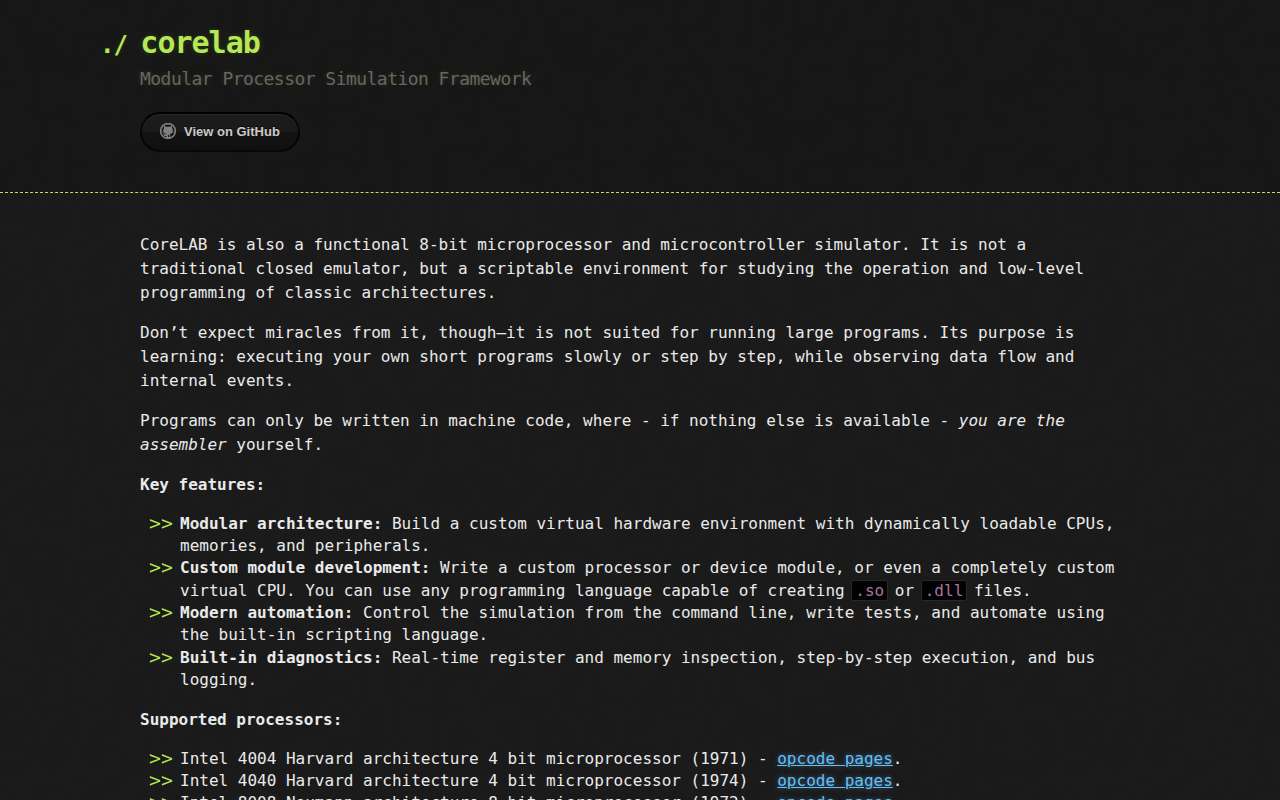 ./ corelab
Modular Processor Simulation Framework
View on GitHub
CoreLAB is also a functional 8-bit microprocessor and microcontroller simulator. It is not a
traditional closed emulator, but a scriptable environment for studying the operation and low-level
programming of classic architectures.
Don’t expect miracles from it, though—it is not suited for running large programs. Its purpose is
learning: executing your own short programs slowly or step by step, while observing data flow and
internal events.
Programs can only be written in machine code, where - if nothing else is available - you are the
assembler yourself.
Key features:
>> Modular architecture: Build a custom virtual hardware environment with dynamically loadable CPUs,
memories, and peripherals.
>> Custom module development: Write a custom processor or device module, or even a completely custom
virtual CPU. You can use any programming language capable of creating .so or .dll files.
>> Modern automation: Control the simulation from the command line, write tests, and automate using
the built-in scripting language.
>> Built-in diagnostics: Real-time register and memory inspection, step-by-step execution, and bus
logging.
Supported processors:
>> Intel 4004 Harvard architecture 4 bit microprocessor (1971) - opcode pages.
>> Intel 4040 Harvard architecture 4 bit microprocessor (1974) - opcode pages.
>> Intel 8008 Neumann architecture 8 bit microprocessor (1972) - opcode pages.